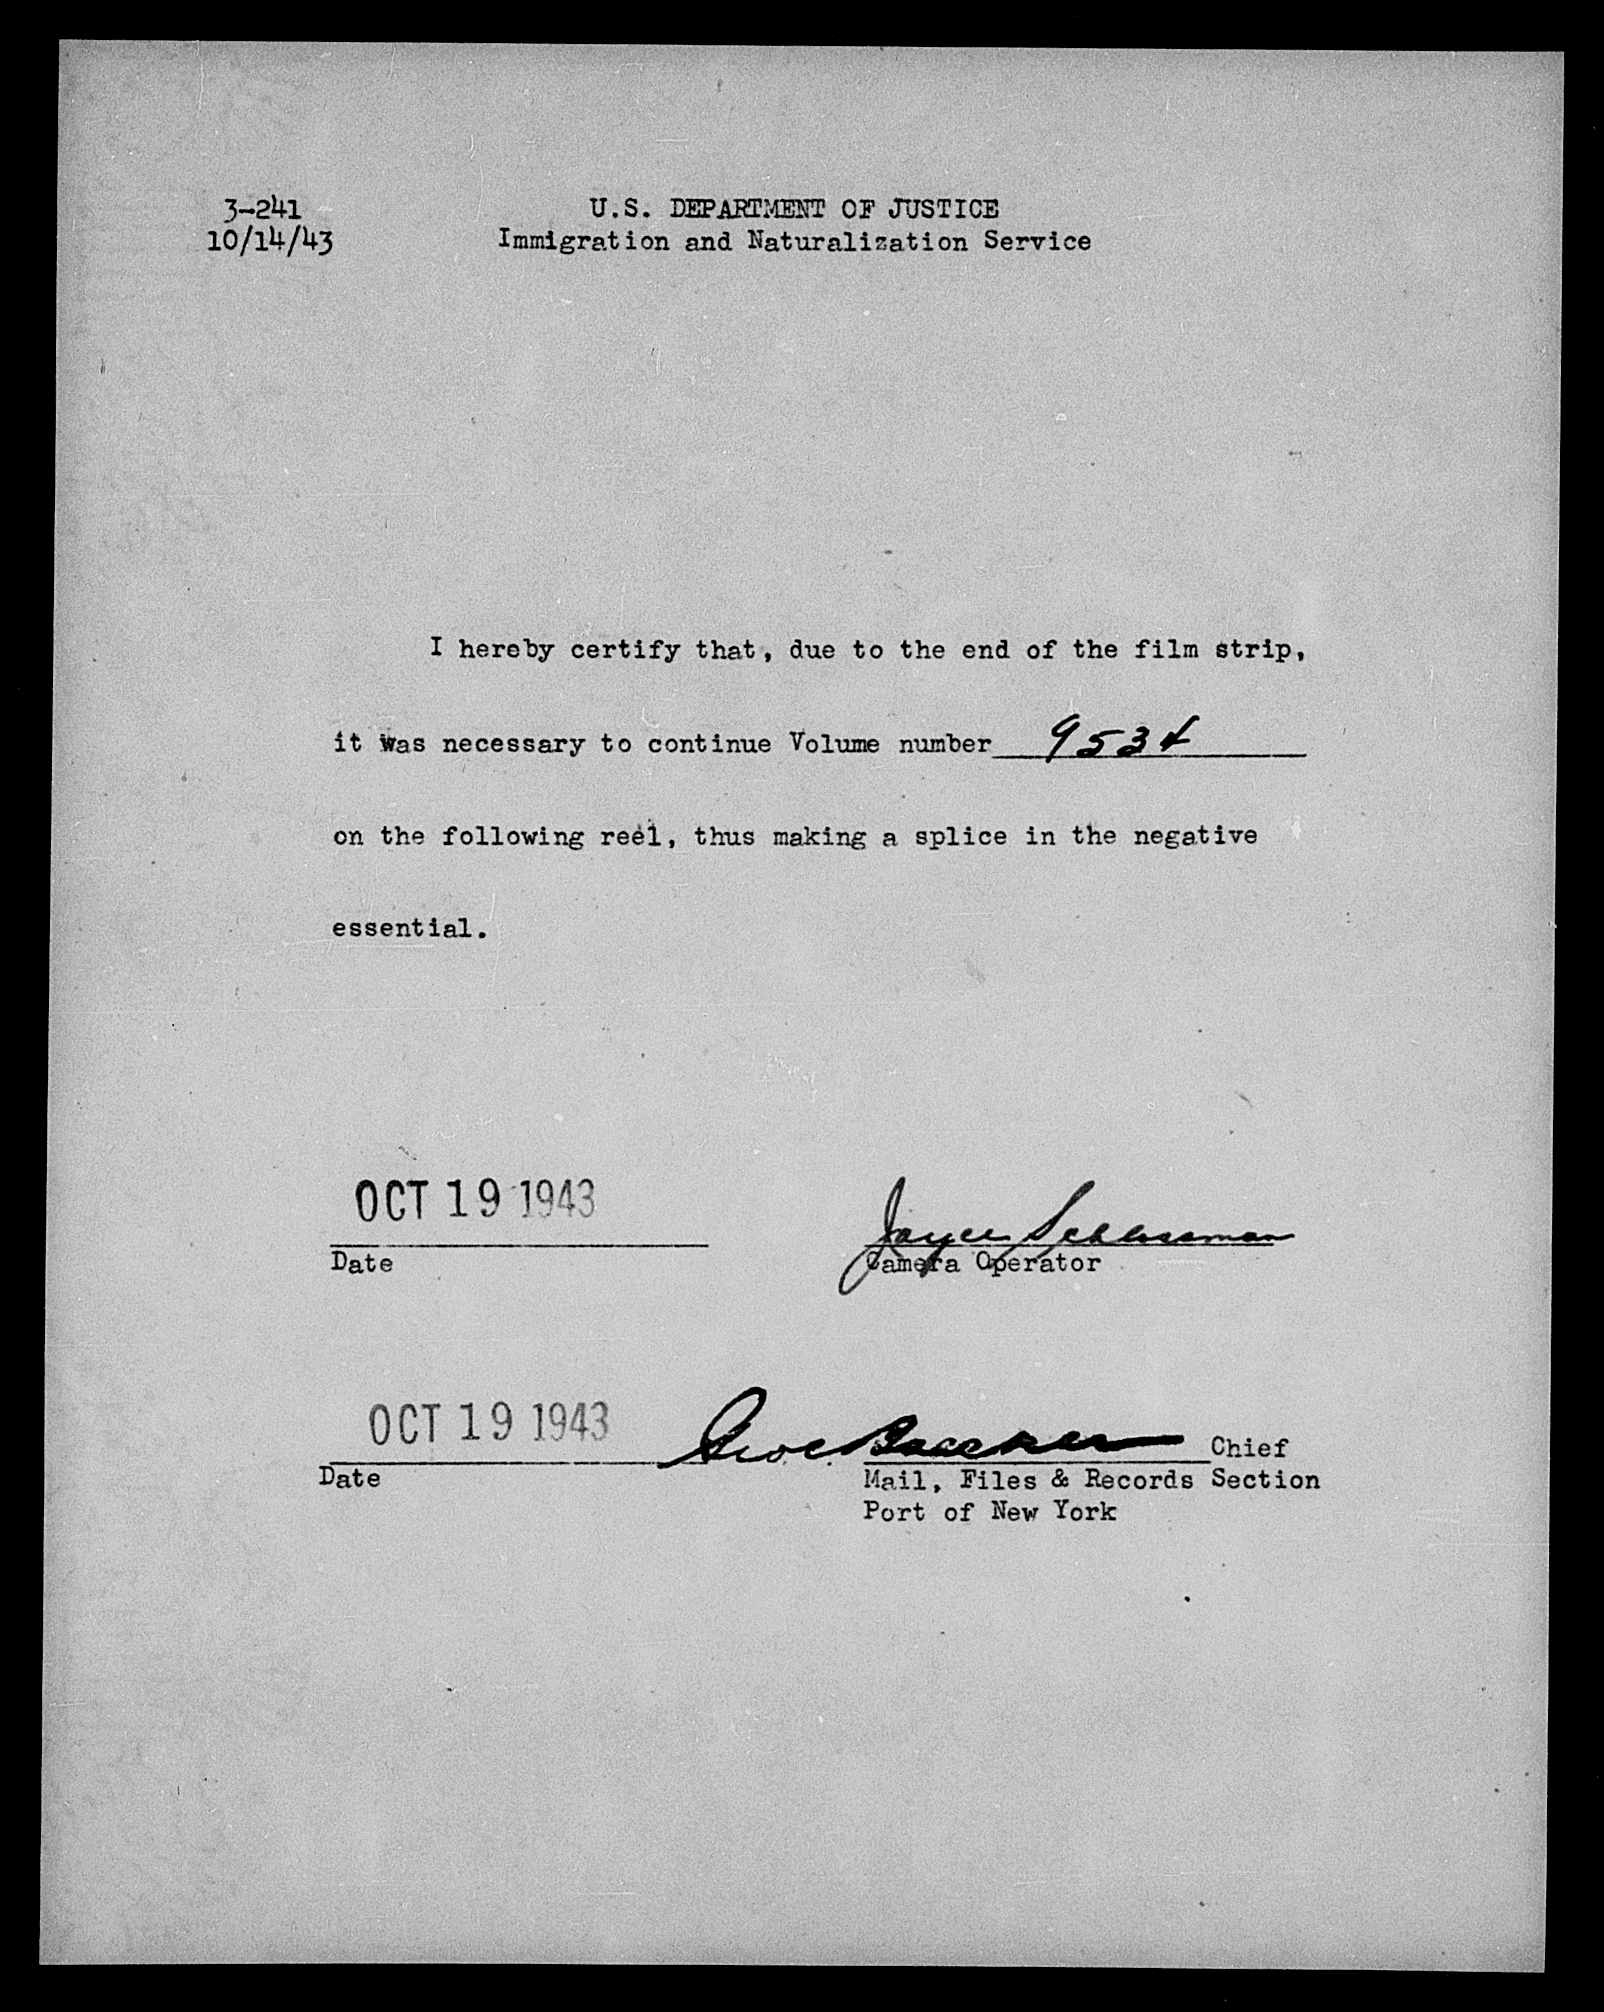 3-241
10/14/43
U.S. DEPARTMENT OF JUSTICE
Immigration and Naturalization Service
I hereby certify that, due to the end of the film strip,
it was necessary to continue Volume number 9534
on the following reel, thus making a splice in the negative
essential.
OCT 19 1943
Date
Joyce Schlussman
Camera Operator
OCT 19 1943
Date
Geo. C. Chief
Mail, Files & Records Section
Port of New York